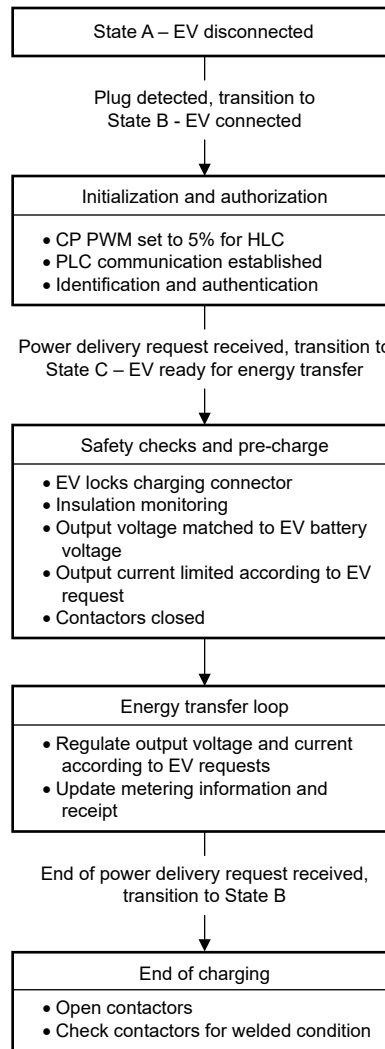 State A – EV disconnected
Plug detected, transition to
State B - EV connected
Initialization and authorization
• CP PWM set to 5% for HLC
• PLC communication established
• Identification and authentication
Power delivery request received, transition to
State C – EV ready for energy transfer
Safety checks and pre-charge
• EV locks charging connector
• Insulation monitoring
• Output voltage matched to EV battery
voltage
• Output current limited according to EV
request
• Contactors closed
Energy transfer loop
• Regulate output voltage and current
according to EV requests
• Update metering information and
receipt
End of power delivery request received,
transition to State B
End of charging
• Open contactors
• Check contactors for welded condition